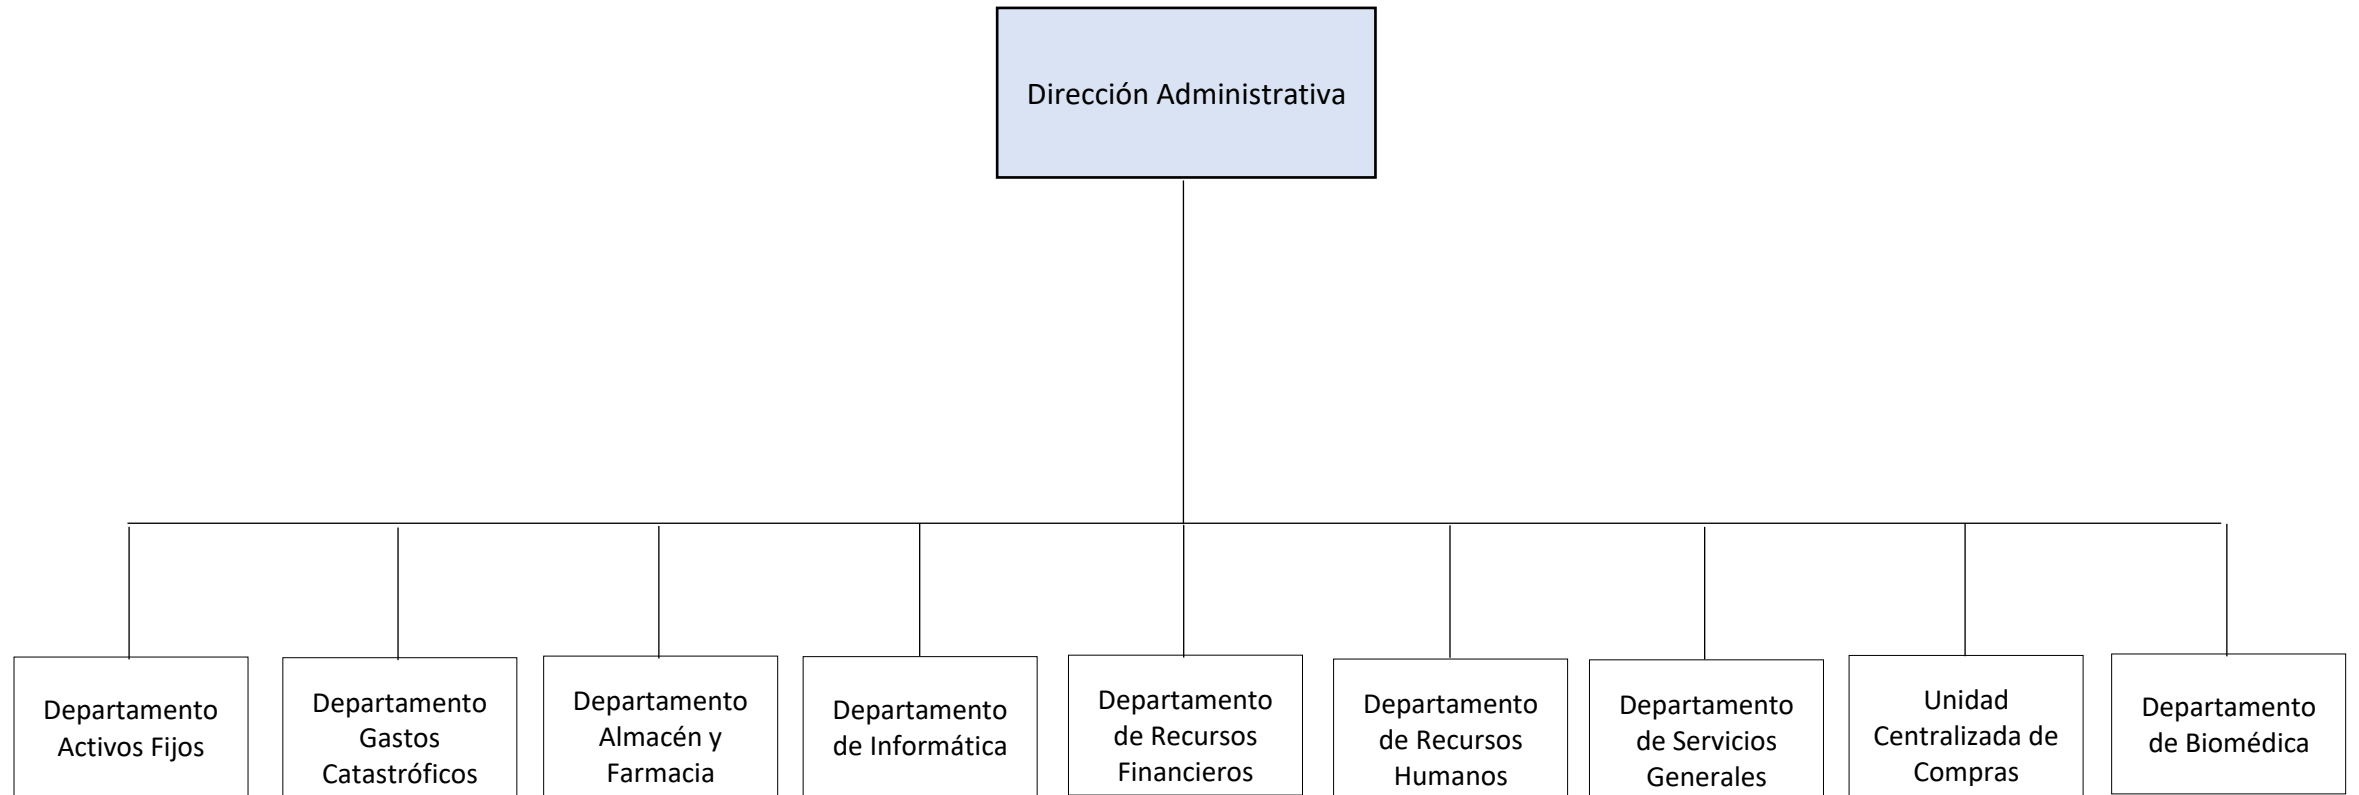 Dirección Administrativa
Departamento
Activos Fijos
Departamento
Gastos
Catastróficos
Departamento
Almacén y
Farmacia
Departamento
de Informática
Departamento
de Recursos
Financieros
Departamento
de Recursos
Humanos
Departamento
de Servicios
Generales
Unidad
Centralizada de
Compras
Departamento
de Biomédica